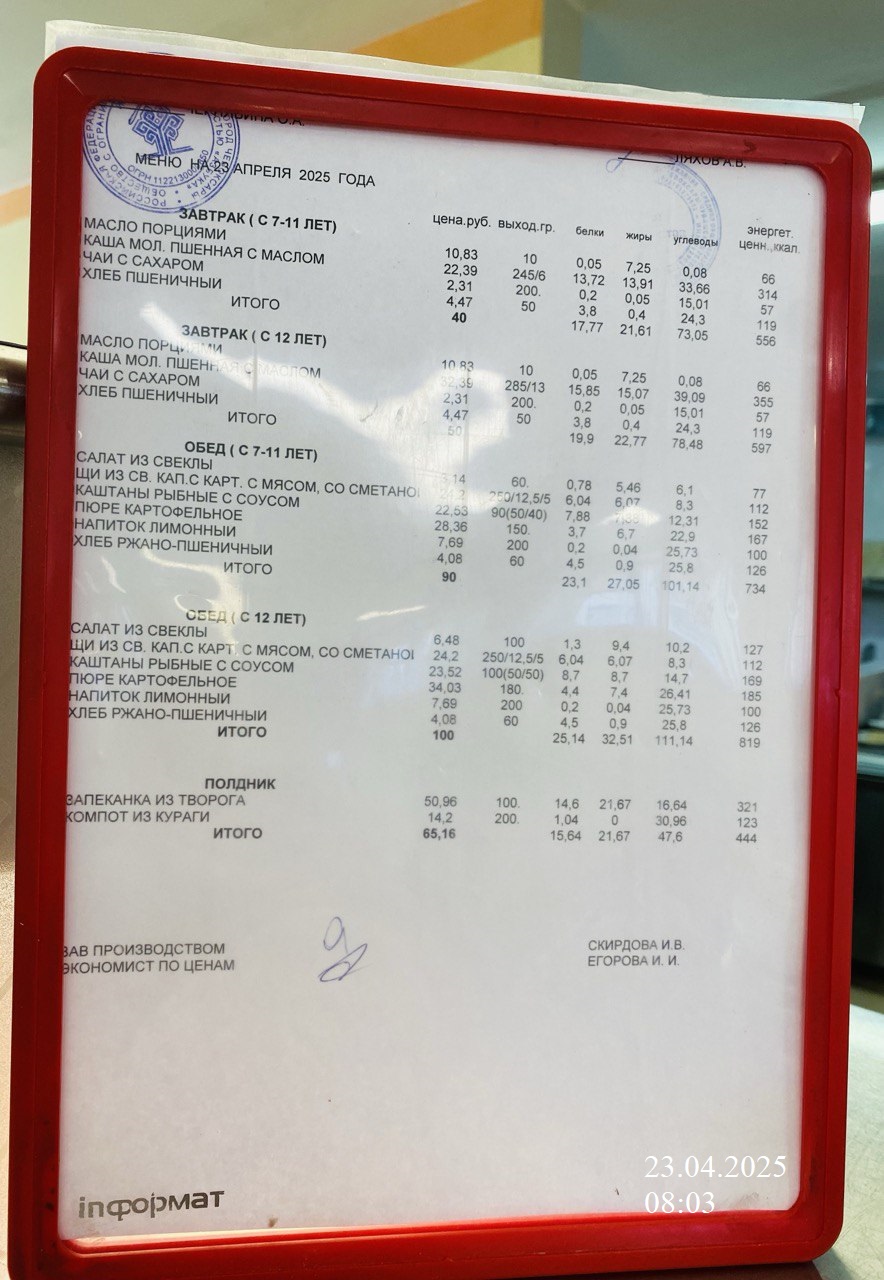 РОССИЙСКАЯ ФЕДЕРАЦ
ОГРН 1122130
ЛЯХОВ А.В.
МЕНЮ НА 23 АПРЕЛЯ 2025 ГОДА
ЗАВТРАК ( С 7-11 ЛЕТ) цена.руб. выход.гр. белки жиры углеводы энергет. ценн.,ккал.
МАСЛО ПОРЦИЯМИ 10,83 10 0,05 7,25 0,08 66
КАША МОЛ. ПШЕННАЯ С МАСЛОМ 22,39 245/6 13,72 13,91 33,66 314
ЧАИ С САХАРОМ 2,31 200. 0,2 0,05 15,01 57
ХЛЕБ ПШЕНИЧНЫЙ 4,47 50 3,8 0,4 24,3 119
ИТОГО 40 17,77 21,61 73,05 556
ЗАВТРАК ( С 12 ЛЕТ)
МАСЛО ПОРЦИЯМИ 10,83 10 0,05 7,25 0,08 66
КАША МОЛ. ПШЕННАЯ С МАСЛОМ 32,39 285/13 15,85 15,07 39,09 355
ЧАИ С САХАРОМ 2,31 200. 0,2 0,05 15,01 57
ХЛЕБ ПШЕНИЧНЫЙ 4,47 50 3,8 0,4 24,3 119
ИТОГО 50 19,9 22,77 78,48 597
ОБЕД ( С 7-11 ЛЕТ)
САЛАТ ИЗ СВЕКЛЫ 60. 0,78 5,46 6,1 77
ЩИ ИЗ СВ. КАП.С КАРТ. С МЯСОМ, СО СМЕТАНОЙ 250/12,5/5 6,04 6,07 8,3 112
КАШТАНЫ РЫБНЫЕ С СОУСОМ 22,53 90(50/40) 7,88 12,31 152
ПЮРЕ КАРТОФЕЛЬНОЕ 28,36 150. 3,7 6,7 22,9 167
НАПИТОК ЛИМОННЫЙ 7,69 200 0,2 0,04 25,73 100
ХЛЕБ РЖАНО-ПШЕНИЧНЫЙ 4,08 60 4,5 0,9 25,8 126
ИТОГО 90 23,1 27,05 101,14 734
ОБЕД ( С 12 ЛЕТ)
САЛАТ ИЗ СВЕКЛЫ 6,48 100 1,3 9,4 10,2 127
ЩИ ИЗ СВ. КАП.С КАРТ. С МЯСОМ, СО СМЕТАНОЙ 24,2 250/12,5/5 6,04 6,07 8,3 112
КАШТАНЫ РЫБНЫЕ С СОУСОМ 23,52 100(50/50) 8,7 8,7 14,7 169
ПЮРЕ КАРТОФЕЛЬНОЕ 34,03 180. 4,4 7,4 26,41 185
НАПИТОК ЛИМОННЫЙ 7,69 200 0,2 0,04 25,73 100
ХЛЕБ РЖАНО-ПШЕНИЧНЫЙ 4,08 60 4,5 0,9 25,8 126
ИТОГО 100 25,14 32,51 111,14 819
ПОЛДНИК
ЗАПЕКАНКА ИЗ ТВОРОГА 50,96 100. 14,6 21,67 16,64 321
КОМПОТ ИЗ КУРАГИ 14,2 200. 1,04 0 30,96 123
ИТОГО 65,16 15,64 21,67 47,6 444
ЗАВ ПРОИЗВОДСТВОМ СКИРДОВА И.В.
ЭКОНОМИСТ ПО ЦЕНАМ ЕГОРОВА И. И.
23.04.2025
08:03
inформат